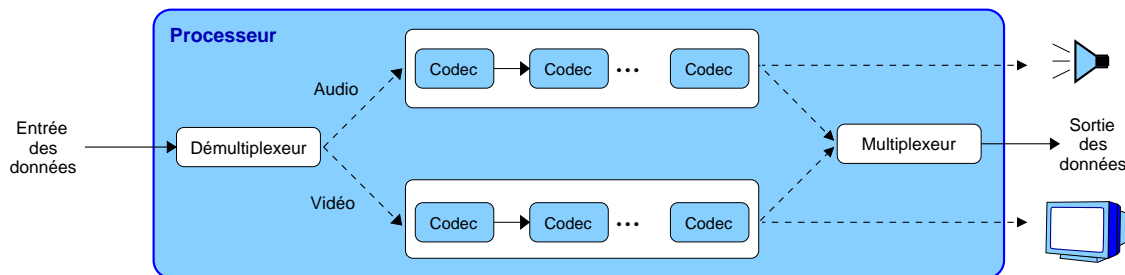 Processeur
Codec
Codec
...
Codec
Audio
Entrée
des
données
Démultiplexeur
Multiplexeur
Sortie
des
données
Vidéo
Codec
Codec
...
Codec